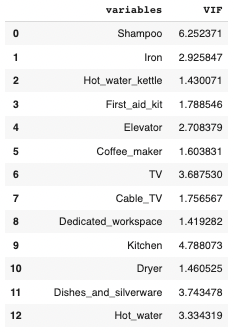 variables VIF
0 Shampoo 6.252371
1 Iron 2.925847
2 Hot_water_kettle 1.430071
3 First_aid_kit 1.788546
4 Elevator 2.708379
5 Coffee_maker 1.603831
6 TV 3.687530
7 Cable_TV 1.756567
8 Dedicated_workspace 1.419282
9 Kitchen 4.788073
10 Dryer 1.460525
11 Dishes_and_silverware 3.743478
12 Hot_water 3.334319